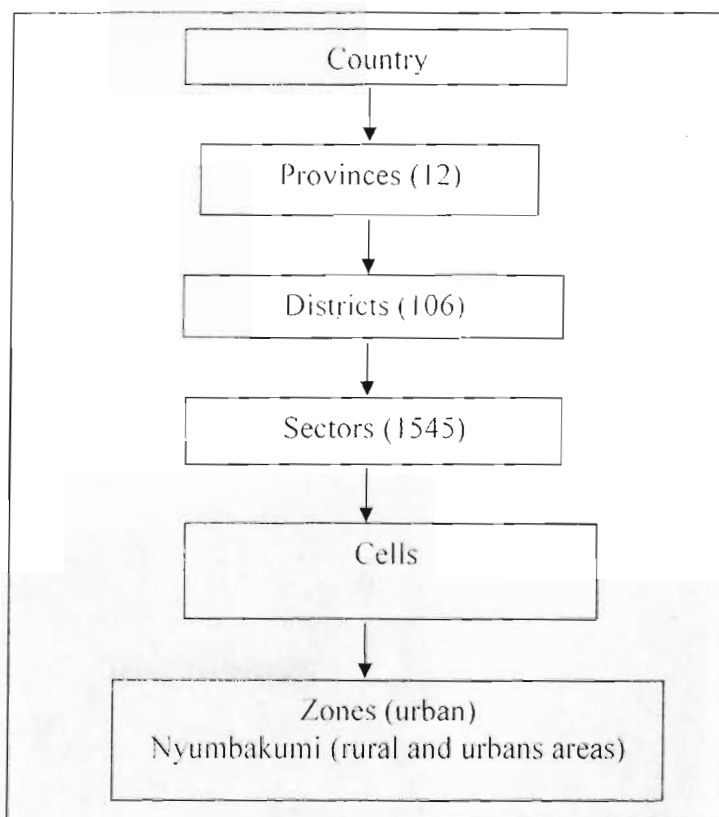 Country
Provinces (12)
Districts (106)
Sectors (1545)
Cells
Zones (urban)
Nyumbakumi (rural and urbans areas)